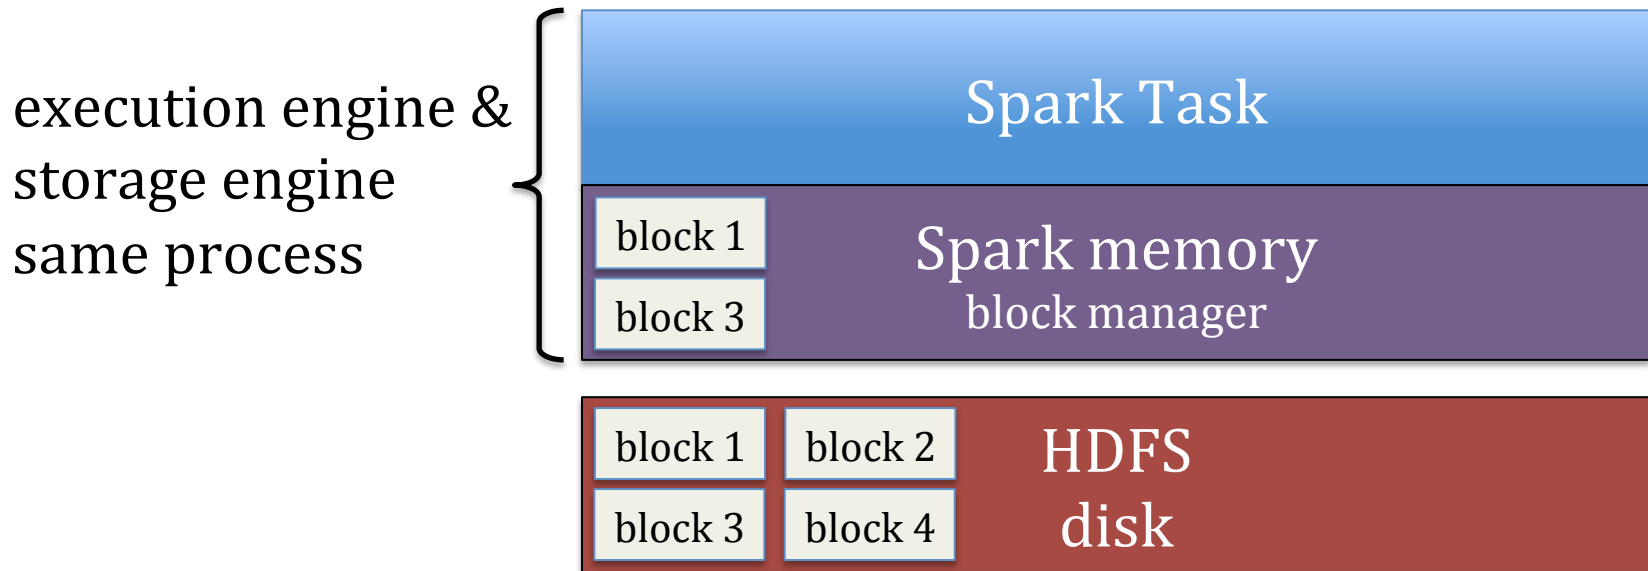 execution engine &
storage engine
same process
Spark Task
block 1
block 3
Spark memory
block manager
block 1 block 2
block 3 block 4
HDFS
disk